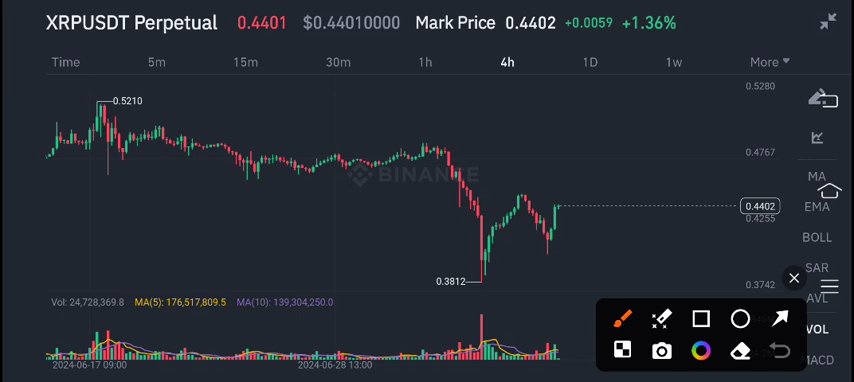 XRPUSDT Perpetual 0.4401 $0.44010000 Mark Price 0.4402 +0.0059 +1.36%
Time 5m 15m 30m 1h 4h 1D 1w More
0.5280
0.5210
0.4767
MA
BINANCE
0.4402
EMA
0.4255
BOLL
SAR
0.3812
0.3742
AVL
Vol: 24,728,369.8 MA(5): 176,517,809.5 MA(10): 139,304,250.0
VOL
MACD
2024-06-17 09:00 2024-06-28 13:00